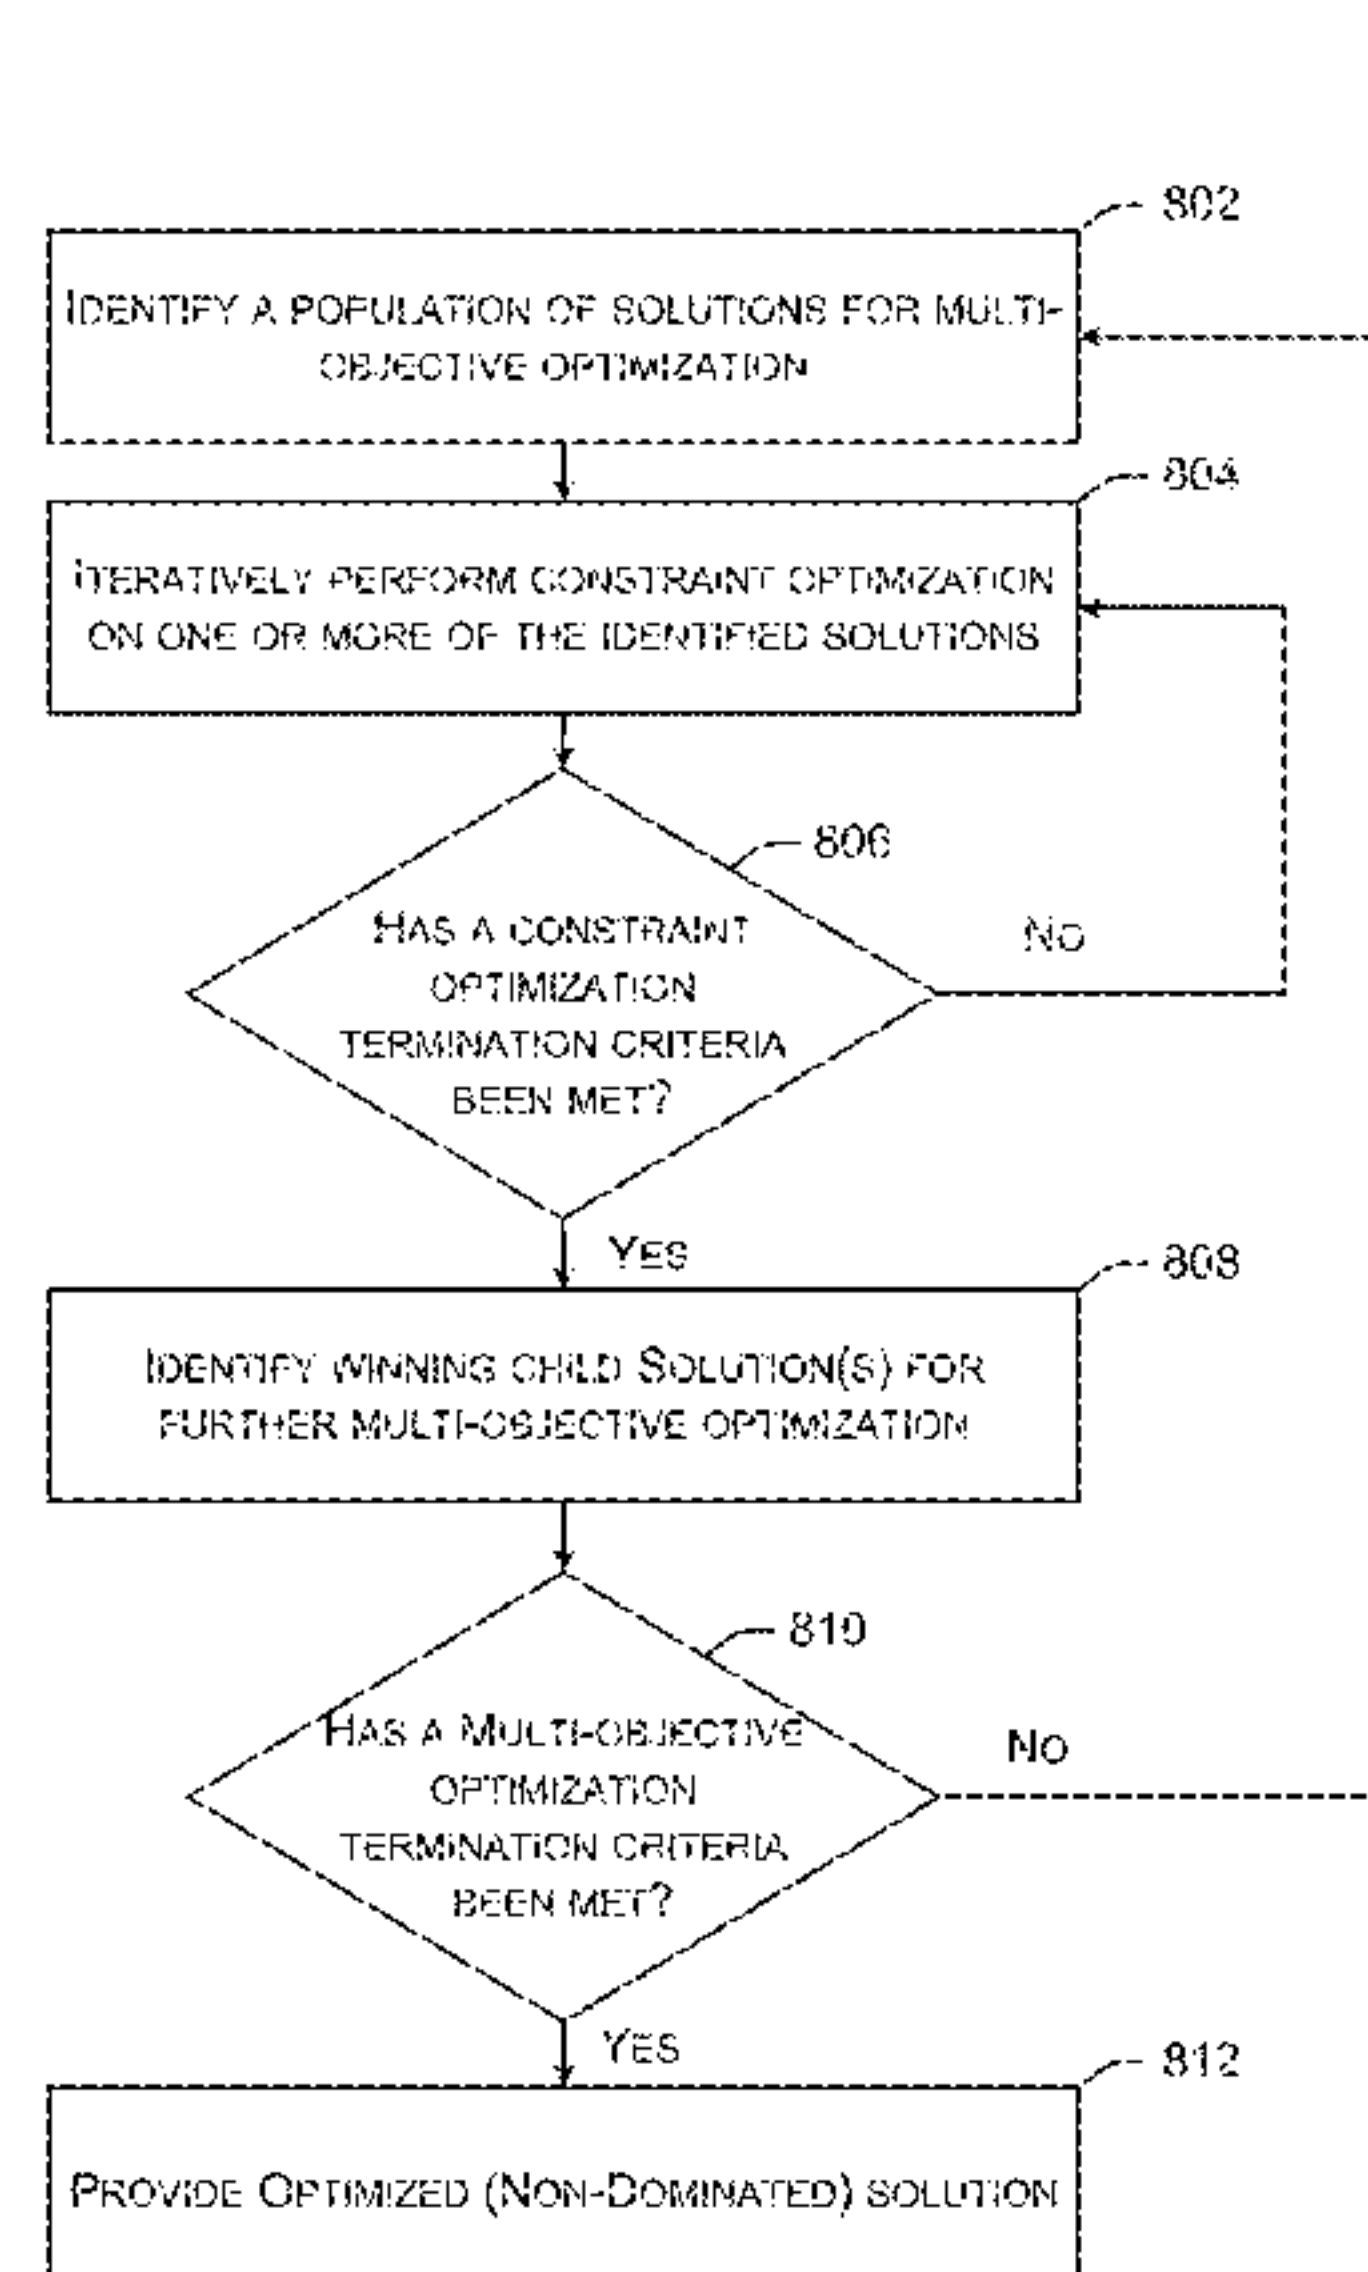 802
IDENTIFY A POPULATION OF SOLUTIONS FOR MULTI-
OBJECTIVE OPTIMIZATION
804
ITERATIVELY PERFORM CONSTRAINT OPTIMIZATION
ON ONE OR MORE OF THE IDENTIFIED SOLUTIONS
806
HAS A CONSTRAINT
OPTIMIZATION
TERMINATION CRITERIA
BEEN MET?
NO
YES
808
IDENTIFY WINNING CHILD SOLUTION(S) FOR
FURTHER MULTI-OBJECTIVE OPTIMIZATION
810
HAS A MULTI-OBJECTIVE
OPTIMIZATION
TERMINATION CRITERIA
BEEN MET?
NO
YES
812
PROVIDE OPTIMIZED (NON-DOMINATED) SOLUTION